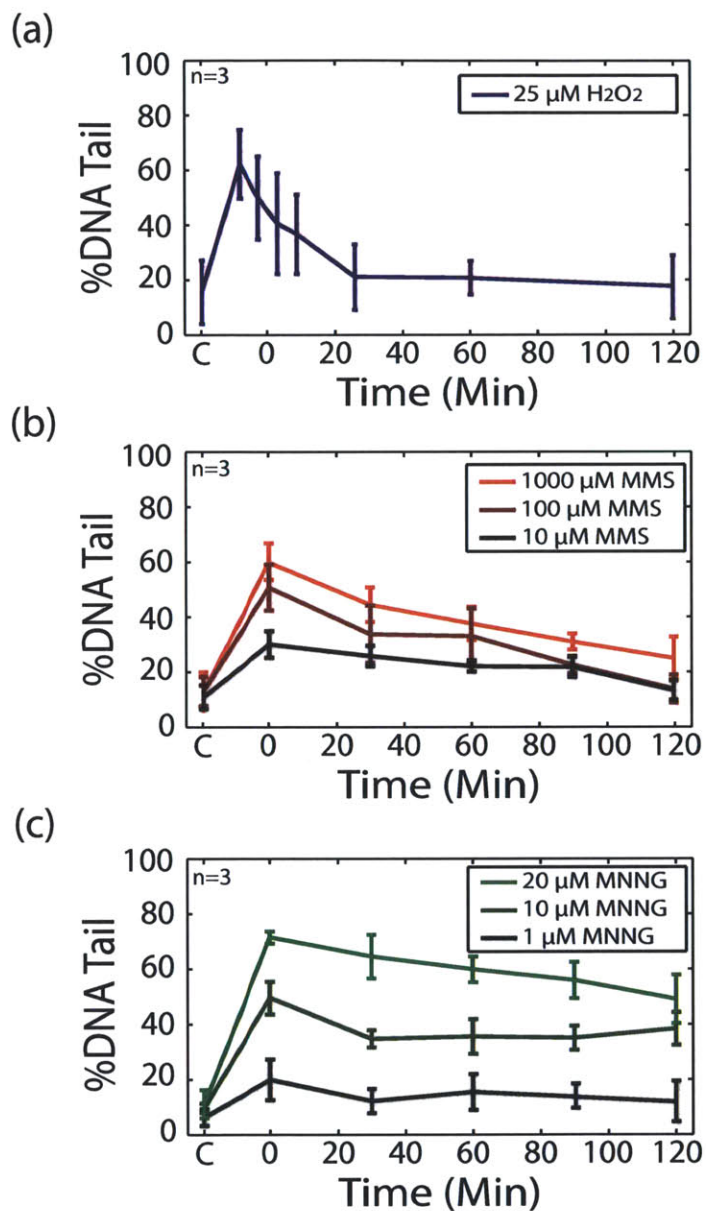 (a)
100
n=3
25 µM H2O2
80
60
40
20
0
%DNA Tail
C 0 20 40 60 80 100 120
Time (Min)
(b)
100
n=3
1000 µM MMS
100 µM MMS
10 µM MMS
80
60
40
20
0
%DNA Tail
C 0 20 40 60 80 100 120
Time (Min)
(c)
100
n=3
20 µM MNNG
10 µM MNNG
1 µM MNNG
80
60
40
20
0
%DNA Tail
C 0 20 40 60 80 100 120
Time (Min)